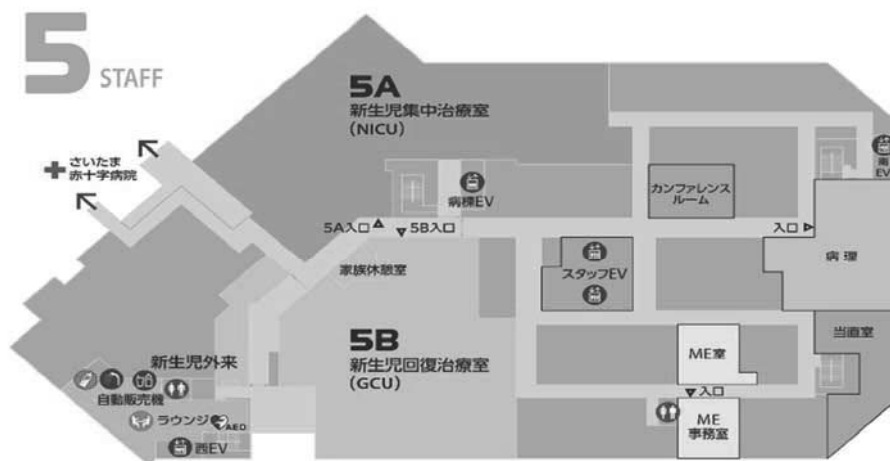 5 STAFF
5A
新生児集中治療室
(NICU)
さいたま
赤十字病院
病棟EV
カンファレンス
ルーム
南
EV
5A入口
5B入口
入口
病理
家族休憩室
スタッフEV
5B
新生児回復治療室
(GCU)
当直室
ME室
新生児外来
自動販売機
入口
ラウンジ
AED
ME
事務室
西EV